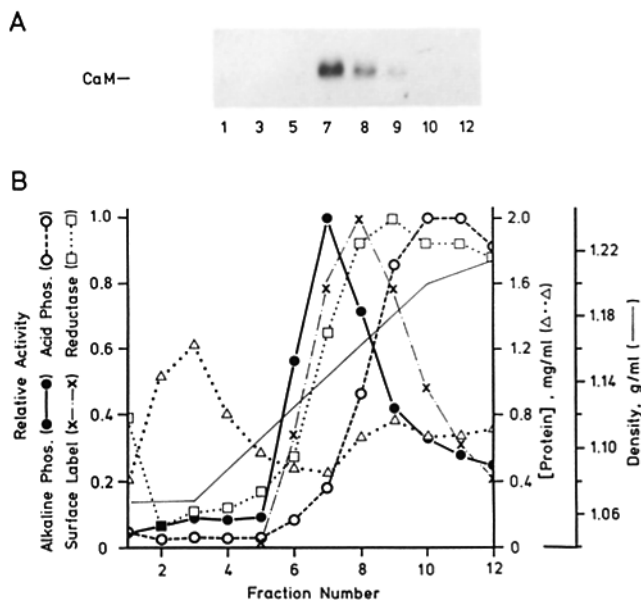 A
CaM—
1 3 5 7 8 9 10 12
B
Relative Activity
Alkaline Phos. (●—●) Acid Phos. (○---○)
Surface Label (x—·—x) Reductase (□····□)
1.0
0.8
0.6
0.4
0.2
0
2.0
1.6
1.2
0.8
0.4
0
[Protein], mg/ml (△··△)
1.22
1.18
1.14
1.10
1.06
Density, g/ml (——)
2 4 6 8 10 12
Fraction Number